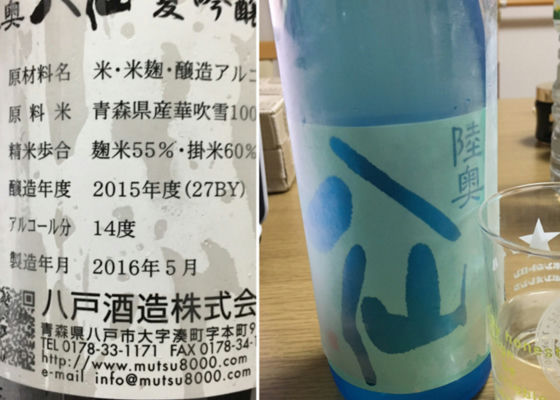 奥八仙 夏吟醸
原材料名 米・米麹・醸造アルコ
原料米 青森県産華吹雪100
精米歩合 麹米55%・掛米60%
醸造年度 2015年度(27BY)
アルコール分 14度
製造年月 2016年5月
八戸酒造株式会
青森県八戸市大字湊町字本町9
TEL 0178-33-1171 FAX 0178-34-1
http://www.mutsu8000.com
e-mail info@mutsu8000.com
陸奥
八仙